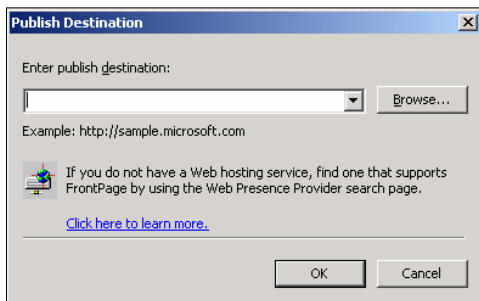 Publish Destination
Enter publish destination:
Browse...
Example: http://sample.microsoft.com
If you do not have a Web hosting service, find one that supports
FrontPage by using the Web Presence Provider search page.
Click here to learn more.
OK
Cancel